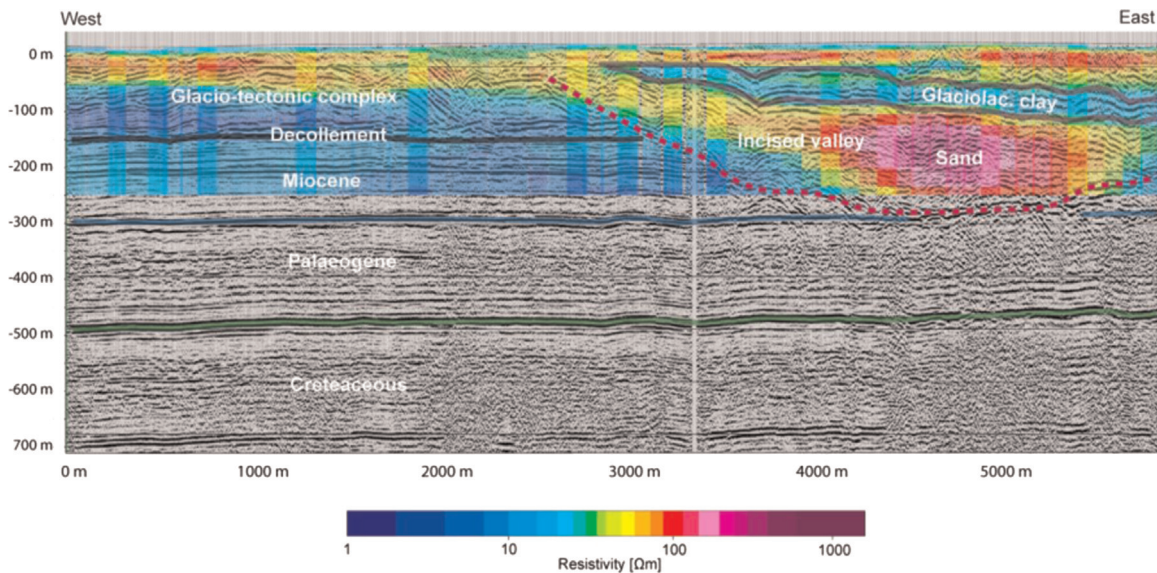 West
East
0 m
-100 m
-200 m
-300 m
-400 m
-500 m
-600 m
700 m
Glacio-tectonic complex
Decollement
Miocene
Glaciolac. clay
Incised valley
Sand
Palaeogene
Creteaceous
0 m
1000 m
2000 m
3000 m
4000 m
5000 m
1
10
100
1000
Resistivity [Ωm]